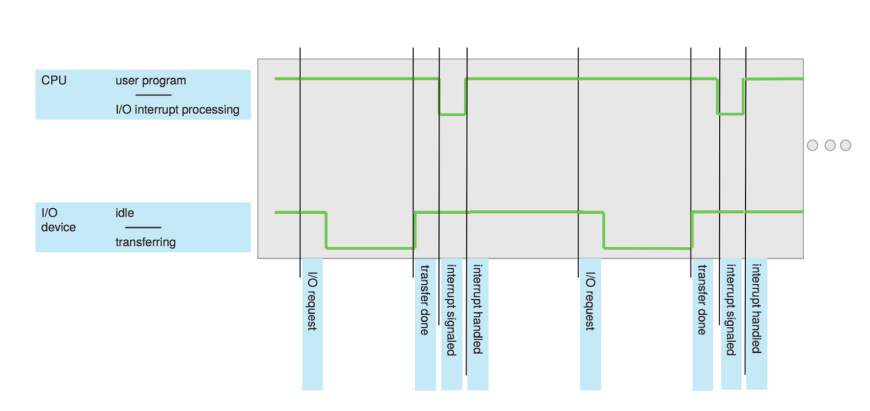 CPU
user program
I/O interrupt processing
I/O
device
idle
transferring
I/O request
transfer done
interrupt signaled
interrupt handled
I/O request
transfer done
interrupt signaled
interrupt handled